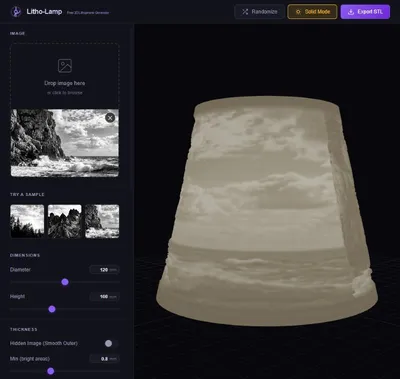 Litho-Lamp
Randomize
Solid Mode
Export STL
IMAGE
Drop image here
or click to browse
TRY A SAMPLE
DIMENSIONS
Diameter
120 mm
Height
160 mm
THICKNESS
Hidden Image (Smooth Outer)
Min (bright areas)
0.8 mm